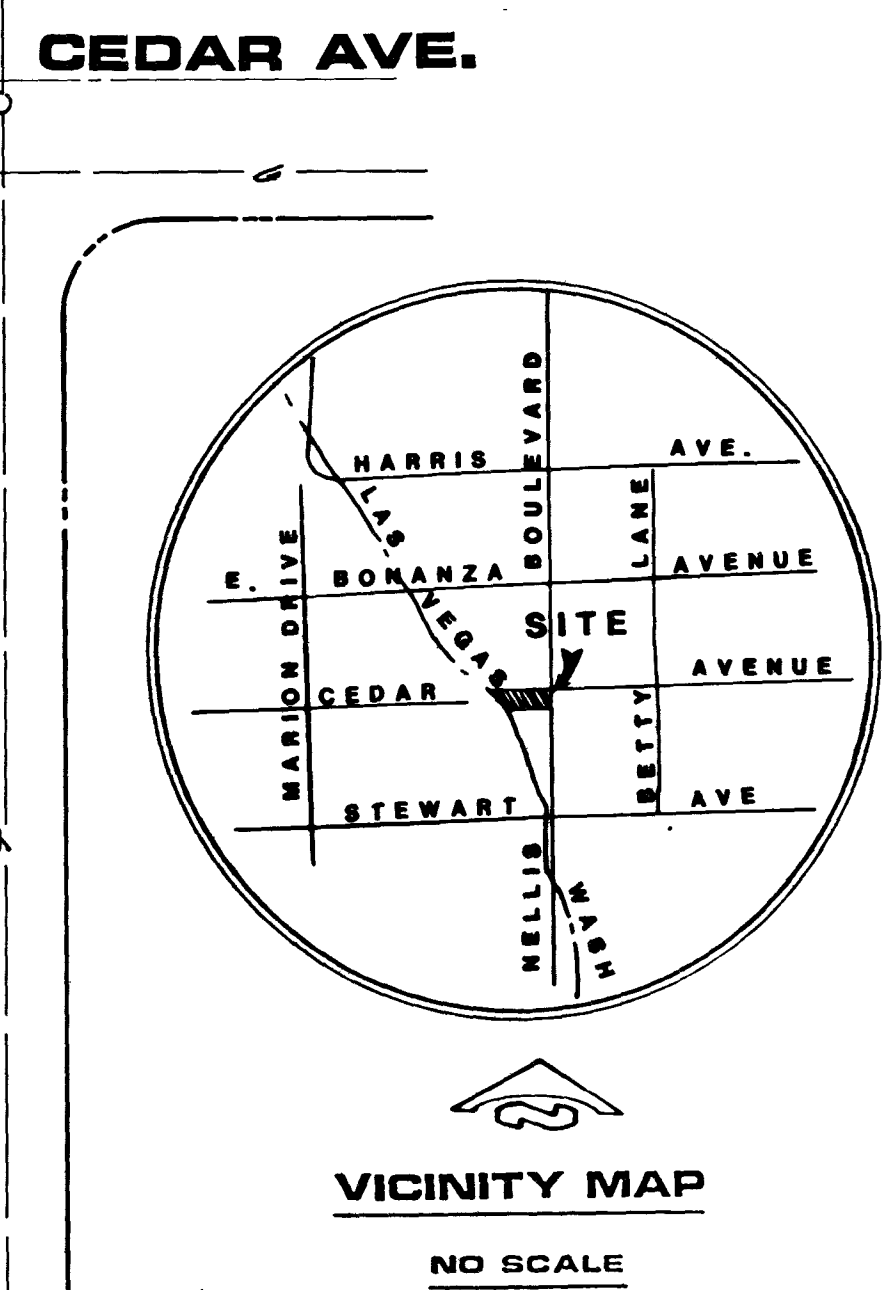 CEDAR AVE.
BOULEVARD
HARRIS AVE.
LAS VEGAS WASH
LANE
E. BONANZA AVENUE
MARION DRIVE
SITE
CEDAR AVENUE
BETTY
STEWART AVE
NELLIS
VICINITY MAP
NO SCALE